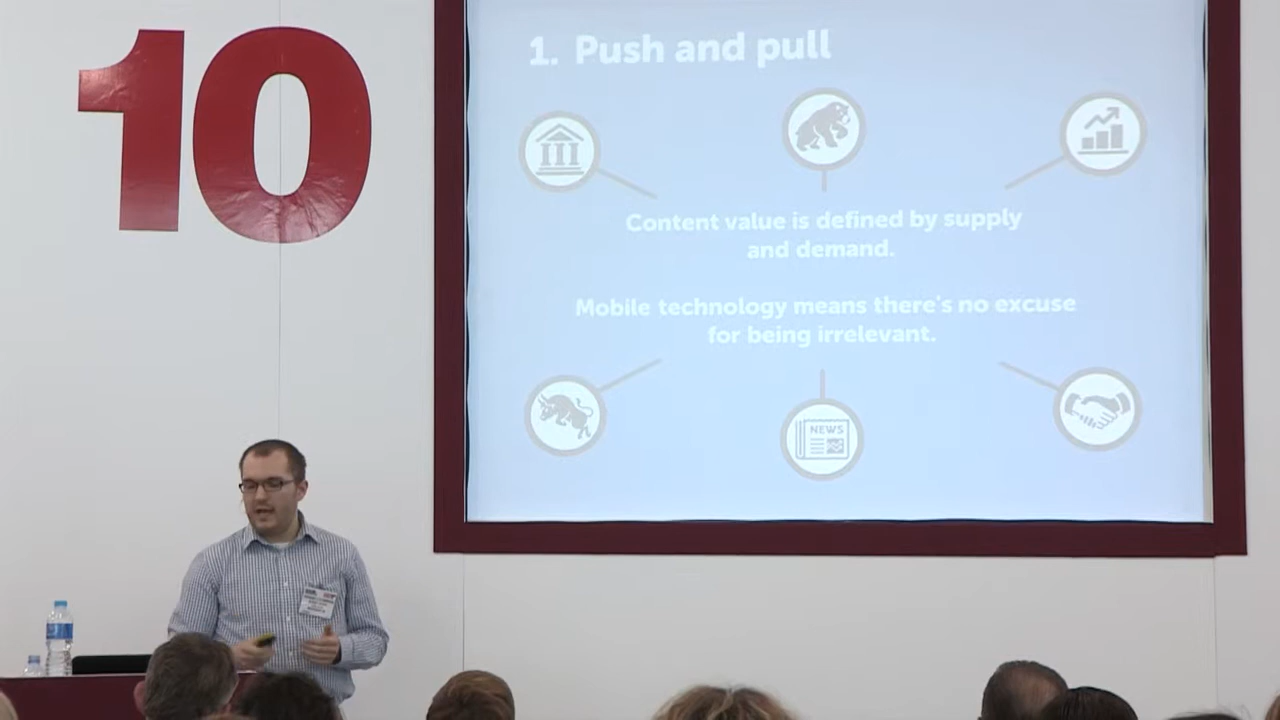 10
1. Push and pull
Content value is defined by supply
and demand.
Mobile technology means there's no excuse
for being irrelevant.
NEWS